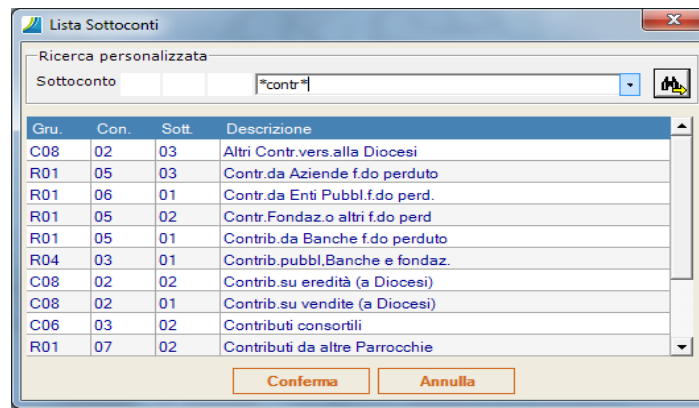 Lista Sottoconti
Ricerca personalizzata
Sottoconto *contr*
Gru. Con. Sott. Descrizione
C08 02 03 Altri Contr.vers.alla Diocesi
R01 05 03 Contr.da Aziende f.do perduto
R01 06 01 Contr.da Enti Pubbl.f.do perd.
R01 05 02 Contr.Fondaz.o altri f.do perd
R01 05 01 Contrib.da Banche f.do perduto
R04 03 01 Contrib.pubbl,Banche e fondaz.
C08 02 02 Contrib.su eredità (a Diocesi)
C08 02 01 Contrib.su vendite (a Diocesi)
C06 03 02 Contributi consortili
R01 07 02 Contributi da altre Parrocchie
Conferma Annulla